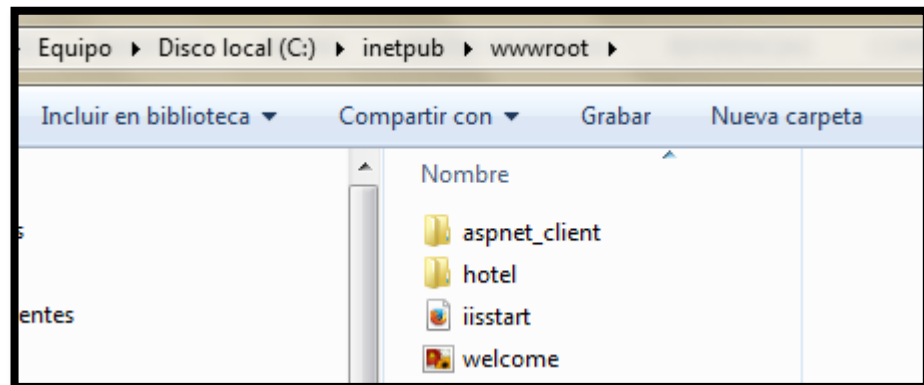 Equipo ▸ Disco local (C:) ▸ inetpub ▸ wwwroot ▸
Incluir en biblioteca ▾ Compartir con ▾ Grabar Nueva carpeta
Nombre
aspnet_client
s
hotel
entes
iisstart
welcome